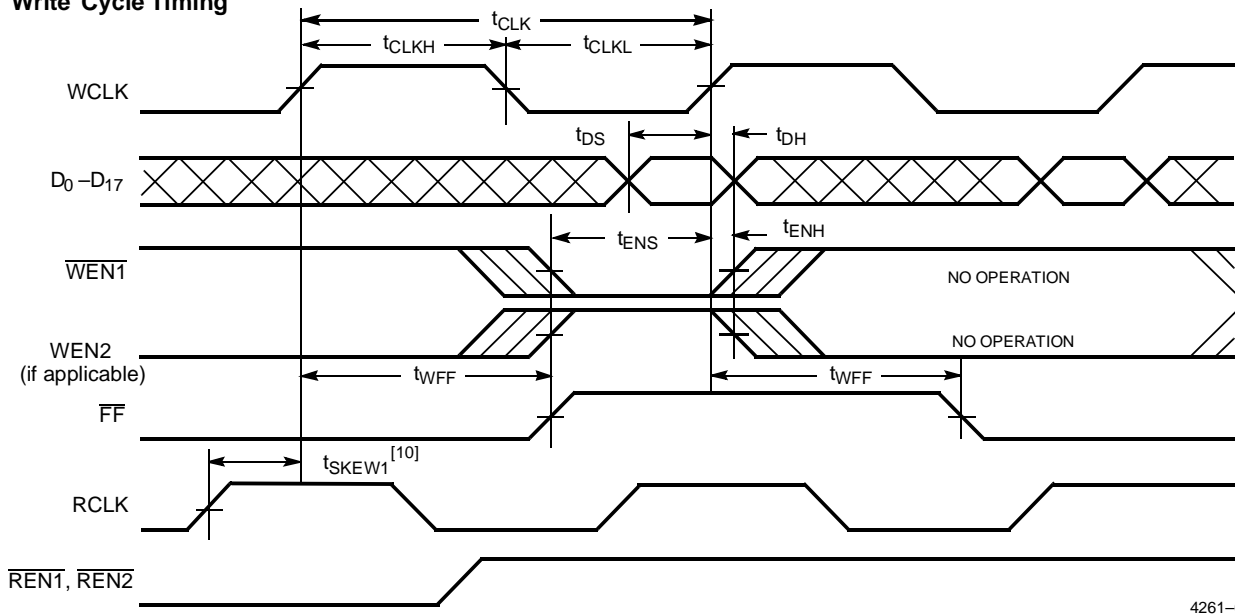 Write Cycle Timing
tCLK
tCLKH
tCLKL
WCLK
tDS
tDH
D0 –D17
tENS
tENH
WEN1
NO OPERATION
WEN2
(if applicable)
NO OPERATION
tWFF
tWFF
FF
tSKEW1[10]
RCLK
REN1, REN2
4261–